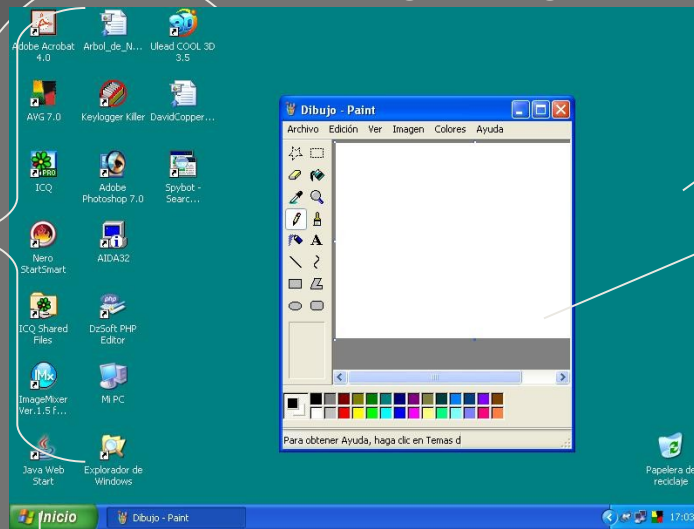 Adobe Acrobat
4.0
Arbol_de_N...
Ulead COOL 3D
3.5
AVG 7.0
Keylogger Killer
DavidCopper...
ICQ
Adobe
Photoshop 7.0
Spybot -
Searc...
Nero
StartSmart
AIDA32
ICQ Shared
Files
DzSoft PHP
Editor
ImageMixer
Ver.1.5 f...
Mi PC
Java Web
Start
Explorador de
Windows
Dibujo - Paint
Archivo Edición Ver Imagen Colores Ayuda
Para obtener Ayuda, haga clic en Temas d
Papelera de
reciclaje
Inicio
Dibujo - Paint
17:03